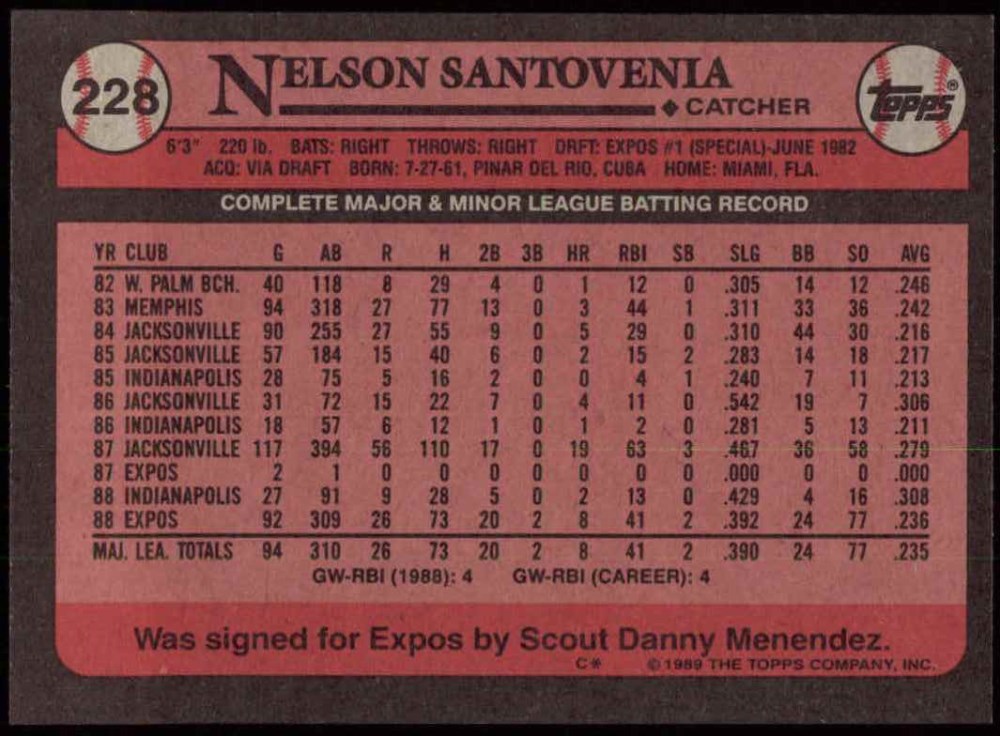 228
NELSON SANTOVENIA
◆ CATCHER
TOPPS®
6'3" 220 lb. BATS: RIGHT THROWS: RIGHT DRFT: EXPOS #1 (SPECIAL)-JUNE 1982
ACQ: VIA DRAFT BORN: 7-27-61, PINAR DEL RIO, CUBA HOME: MIAMI, FLA.
COMPLETE MAJOR & MINOR LEAGUE BATTING RECORD
YR CLUB G AB R H 2B 3B HR RBI SB SLG BB SO AVG
82 W. PALM BCH. 40 118 8 29 4 0 1 12 0 .305 14 12 .246
83 MEMPHIS 94 318 27 77 13 0 3 44 1 .311 33 36 .242
84 JACKSONVILLE 90 255 27 55 9 0 5 29 0 .310 44 30 .216
85 JACKSONVILLE 57 184 15 40 6 0 2 15 2 .283 14 18 .217
85 INDIANAPOLIS 28 75 5 16 2 0 0 4 1 .240 7 11 .213
86 JACKSONVILLE 31 72 15 22 7 0 4 11 0 .542 19 7 .306
86 INDIANAPOLIS 18 57 6 12 1 0 1 2 0 .281 5 13 .211
87 JACKSONVILLE 117 394 56 110 17 0 19 63 3 .467 36 58 .279
87 EXPOS 2 1 0 0 0 0 0 0 0 .000 0 0 .000
88 INDIANAPOLIS 27 91 9 28 5 0 2 13 0 .429 4 16 .308
88 EXPOS 92 309 26 73 20 2 8 41 2 .392 24 77 .236
MAJ. LEA. TOTALS 94 310 26 73 20 2 8 41 2 .390 24 77 .235
GW-RBI (1988): 4 GW-RBI (CAREER): 4
Was signed for Expos by Scout Danny Menendez.
C* © 1989 THE TOPPS COMPANY, INC.